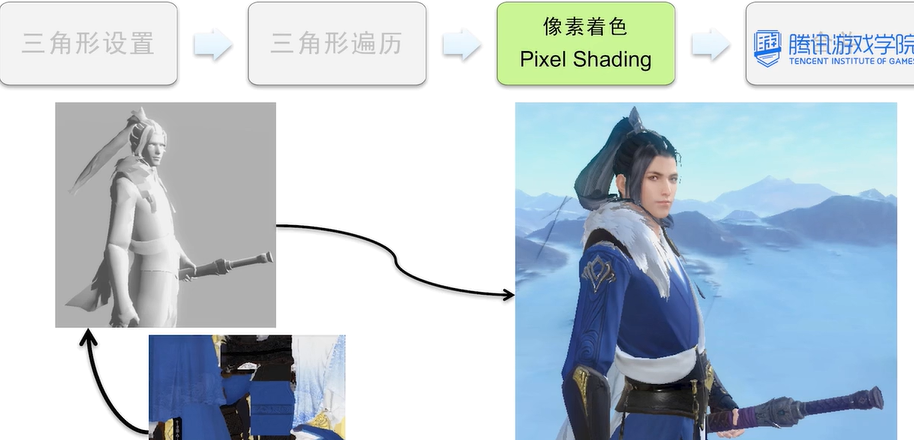 三角形设置
三角形遍历
像素着色
Pixel Shading
腾讯游戏学院
TENCENT INSTITUTE OF GAMES